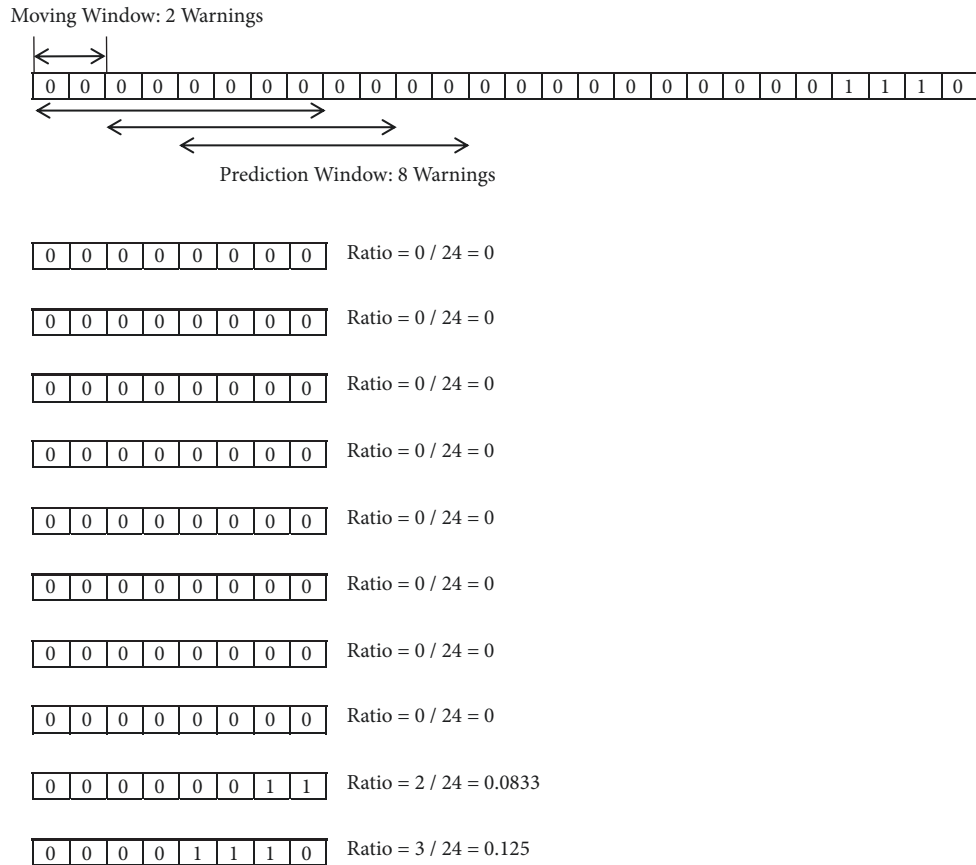 Moving Window: 2 Warnings
0 0 0 0 0 0 0 0 0 0 0 0 0 0 0 0 0 0 0 0 0 0 1 1 1 0
Prediction Window: 8 Warnings
0 0 0 0 0 0 0 0 Ratio = 0 / 24 = 0
0 0 0 0 0 0 0 0 Ratio = 0 / 24 = 0
0 0 0 0 0 0 0 0 Ratio = 0 / 24 = 0
0 0 0 0 0 0 0 0 Ratio = 0 / 24 = 0
0 0 0 0 0 0 0 0 Ratio = 0 / 24 = 0
0 0 0 0 0 0 0 0 Ratio = 0 / 24 = 0
0 0 0 0 0 0 0 0 Ratio = 0 / 24 = 0
0 0 0 0 0 0 0 0 Ratio = 0 / 24 = 0
0 0 0 0 0 0 1 1 Ratio = 2 / 24 = 0.0833
0 0 0 0 1 1 1 0 Ratio = 3 / 24 = 0.125